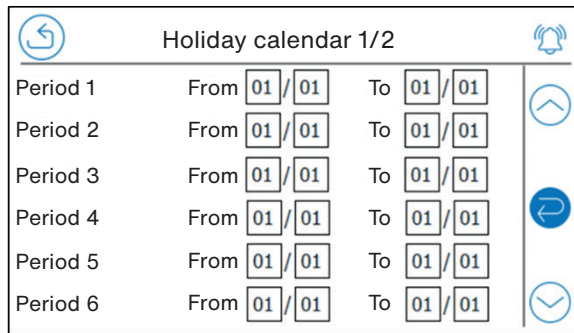 Holiday calendar 1/2
Period 1 From 01 / 01 To 01 / 01
Period 2 From 01 / 01 To 01 / 01
Period 3 From 01 / 01 To 01 / 01
Period 4 From 01 / 01 To 01 / 01
Period 5 From 01 / 01 To 01 / 01
Period 6 From 01 / 01 To 01 / 01